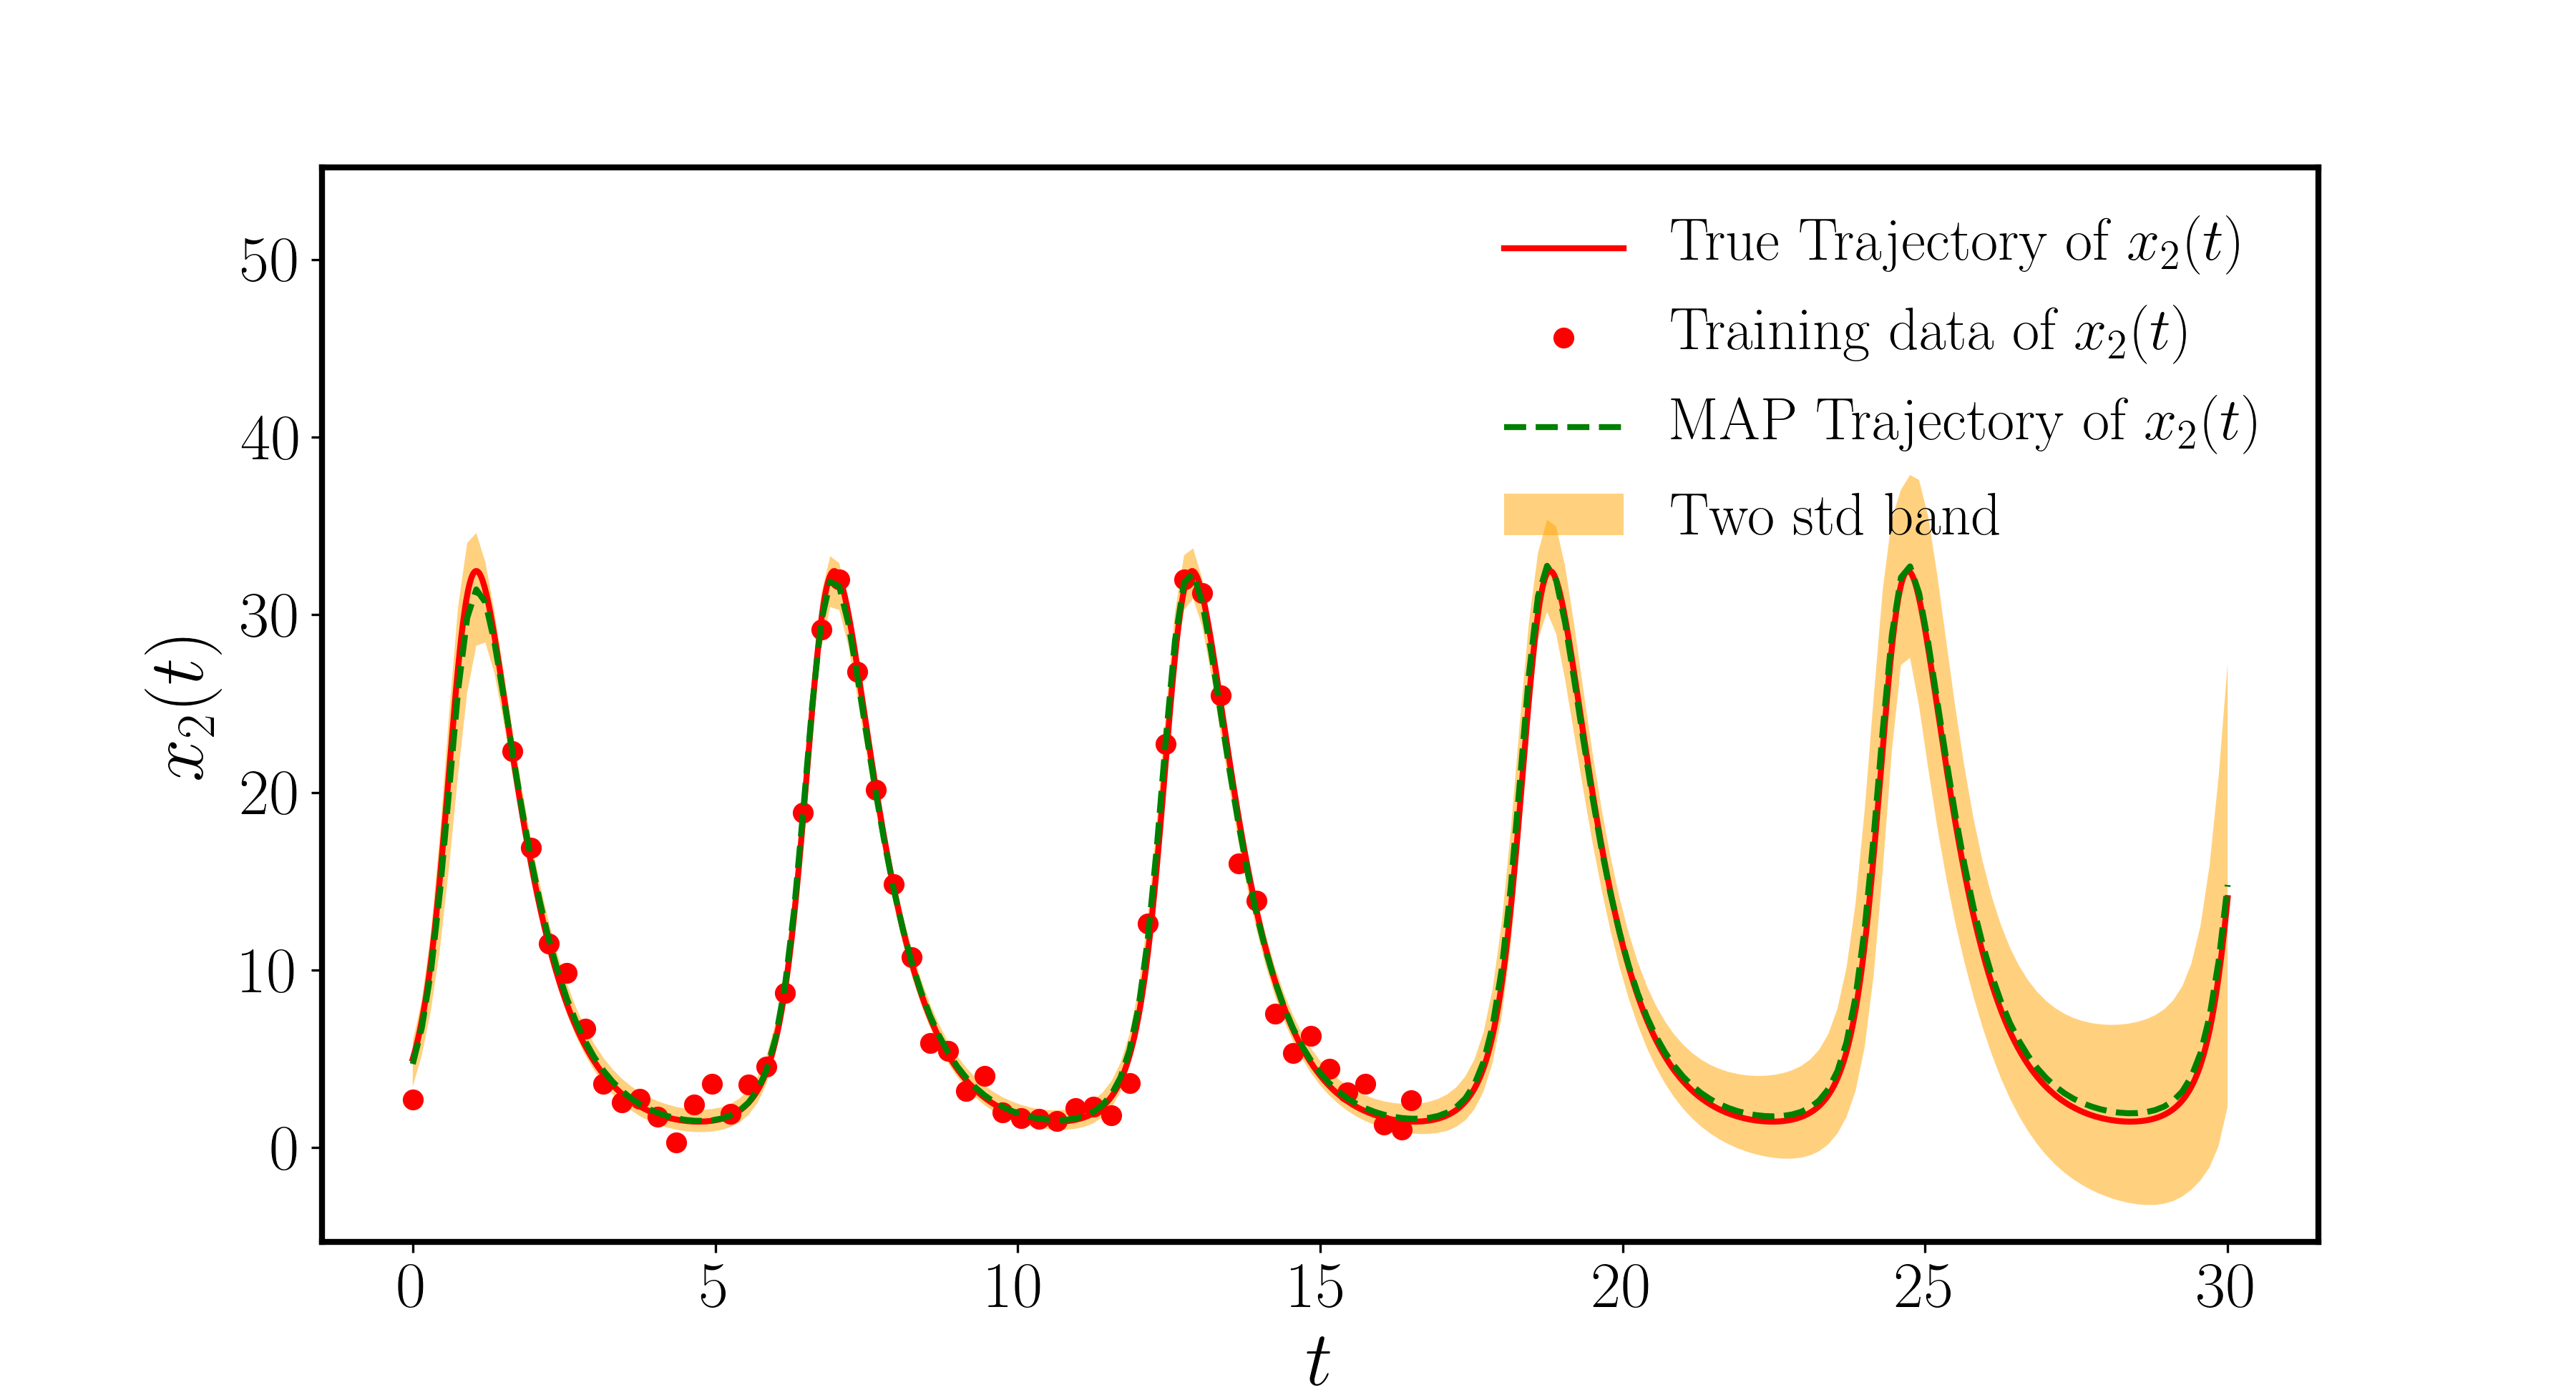 True Trajectory of x₂(t)
Training data of x₂(t)
MAP Trajectory of x₂(t)
Two std band
x₂(t)
50
40
30
20
10
0
0 5 10 15 20 25 30
t